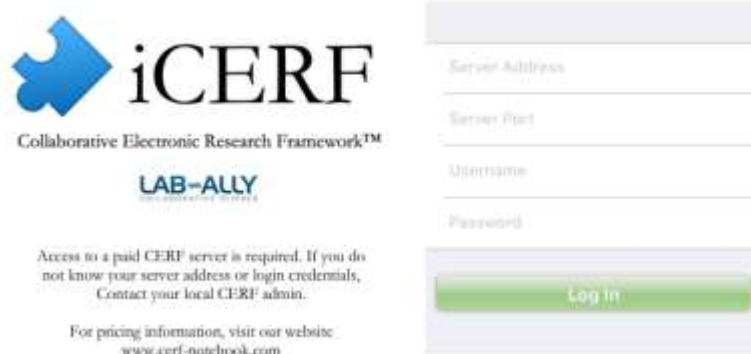 iCERF
Collaborative Electronic Research Framework™
LAB-ALLY
COLLABORATIVE SCIENCE
Access to a paid CERF server is required. If you do
not know your server address or login credentials,
Contact your local CERF admin.
For pricing information, visit our website
www.cerf-notebook.com
Server Address
Server Port
Username
Password
Log In